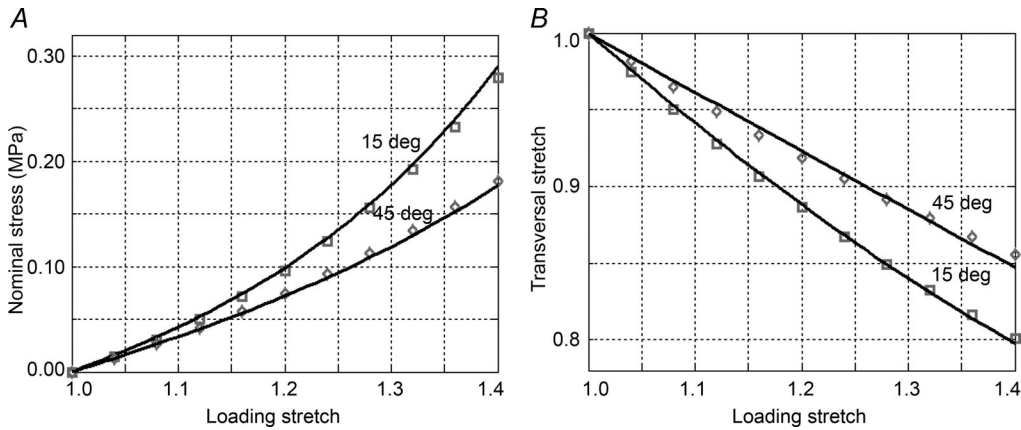 A
Nominal stress (MPa)
0.30
0.20
0.10
0.00
15 deg
45 deg
1.0 1.1 1.2 1.3 1.4
Loading stretch
B
Transversal stretch
1.0
0.9
0.8
45 deg
15 deg
1.0 1.1 1.2 1.3 1.4
Loading stretch